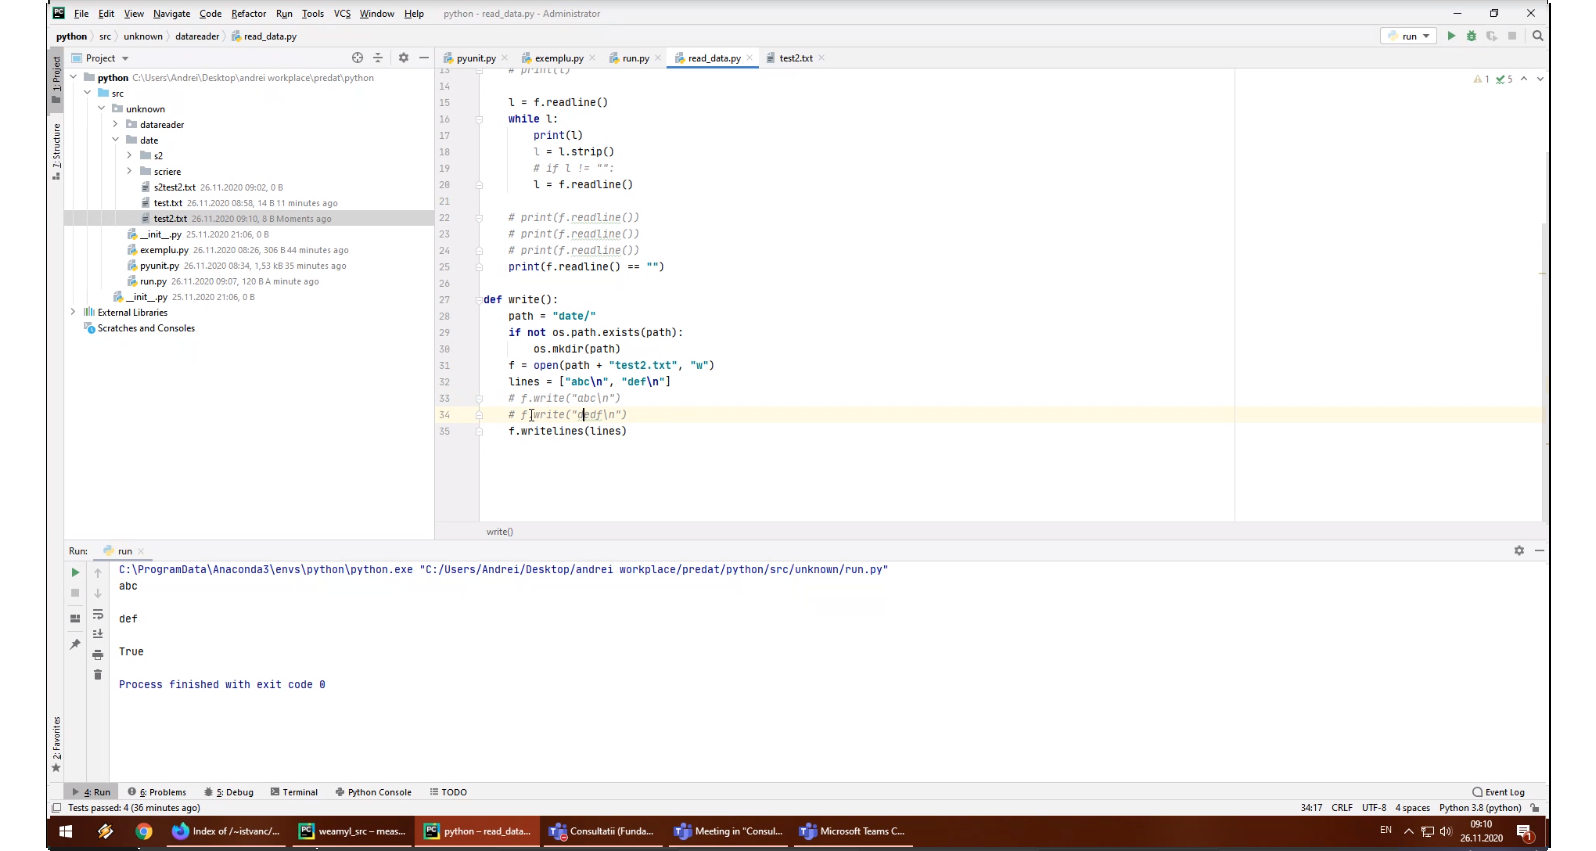 PC File Edit View Navigate Code Refactor Run Tools VCS Window Help python - read_data.py - Administrator
python src unknown datareader read_data.py run
Project pyunit.py exemplu.py run.py read_data.py test2.txt
1: Project
7: Structure
2: Favorites
python C:\Users\Andrei\Desktop\andrei workplace\predat\python
src
unknown
datareader
date
s2
scriere
s2test2.txt 26.11.2020 09:02, 0 B
test.txt 26.11.2020 08:58, 14 B 11 minutes ago
test2.txt 26.11.2020 09:10, 8 B Moments ago
__init__.py 25.11.2020 21:06, 0 B
exemplu.py 26.11.2020 08:26, 306 B 44 minutes ago
pyunit.py 26.11.2020 08:34, 1,53 kB 35 minutes ago
run.py 26.11.2020 09:07, 120 B A minute ago
__init__.py 25.11.2020 21:06, 0 B
External Libraries
Scratches and Consoles
1 5
13 # print(l)
14
15 l = f.readline()
16 while l:
17 print(l)
18 l = l.strip()
19 # if l != "":
20 l = f.readline()
21
22 # print(f.readline())
23 # print(f.readline())
24 # print(f.readline())
25 print(f.readline() == "")
26
27 def write():
28 path = "date/"
29 if not os.path.exists(path):
30 os.mkdir(path)
31 f = open(path + "test2.txt", "w")
32 lines = ["abc\n", "def\n"]
33 # f.write("abc\n")
34 # f.write("dedf\n")
35 f.writelines(lines)
write()
Run: run
C:\ProgramData\Anaconda3\envs\python\python.exe "C:/Users/Andrei/Desktop/andrei workplace/predat/python/src/unknown/run.py"
abc
def
True
Process finished with exit code 0
4: Run 6: Problems 5: Debug Terminal Python Console TODO Event Log
Tests passed: 4 (36 minutes ago) 34:17 CRLF UTF-8 4 spaces Python 3.8 (python)
Index of /~istvanc/... PC weamyl_src – meas... PC python – read_data... Consultatii (Funda... Meeting in "Consul... Microsoft Teams C... EN 09:10
26.11.2020 1